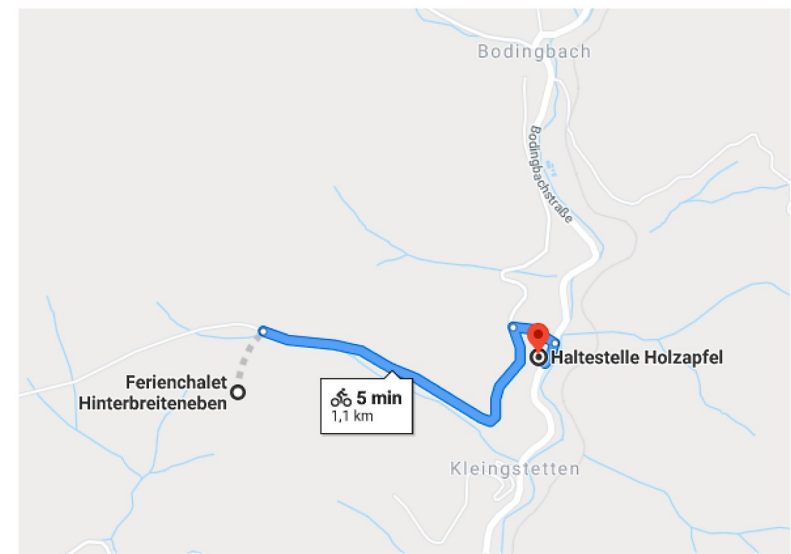 Bodingbach
Bodingbachstraße
Haltestelle Holzapfel
Ferienchalet
Hinterbreiteneben
5 min
1,1 km
Kleingstetten